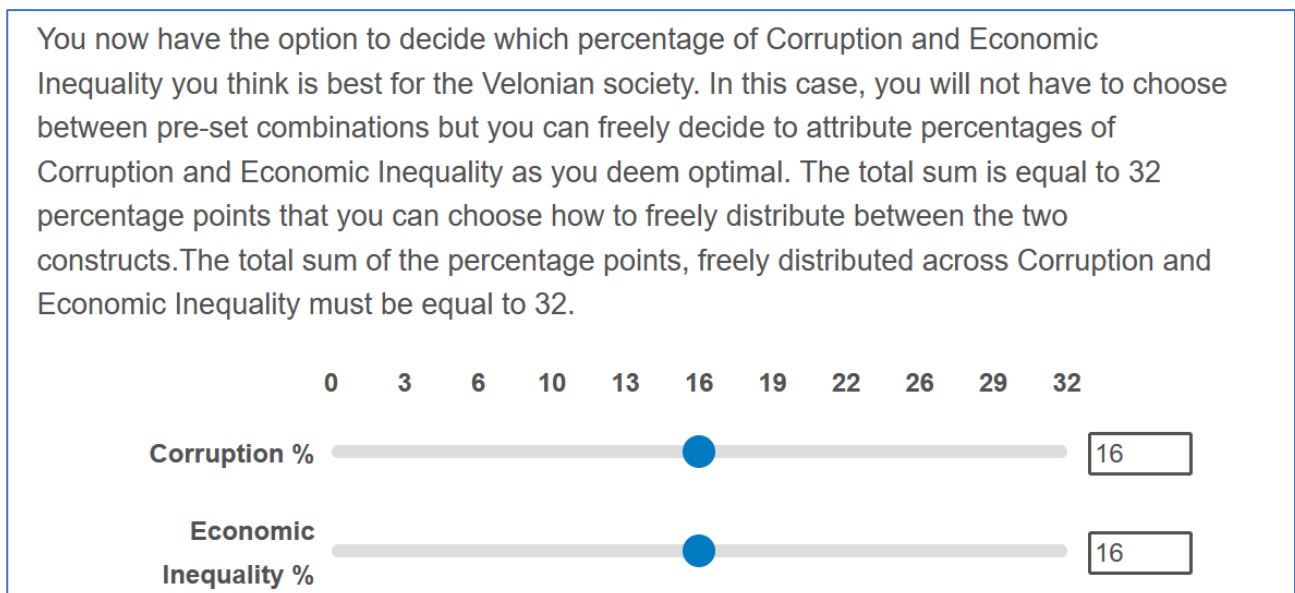 You now have the option to decide which percentage of Corruption and Economic
Inequality you think is best for the Velonian society. In this case, you will not have to choose
between pre-set combinations but you can freely decide to attribute percentages of
Corruption and Economic Inequality as you deem optimal. The total sum is equal to 32
percentage points that you can choose how to freely distribute between the two
constructs.The total sum of the percentage points, freely distributed across Corruption and
Economic Inequality must be equal to 32.
0 3 6 10 13 16 19 22 26 29 32
Corruption % 16
Economic
Inequality % 16